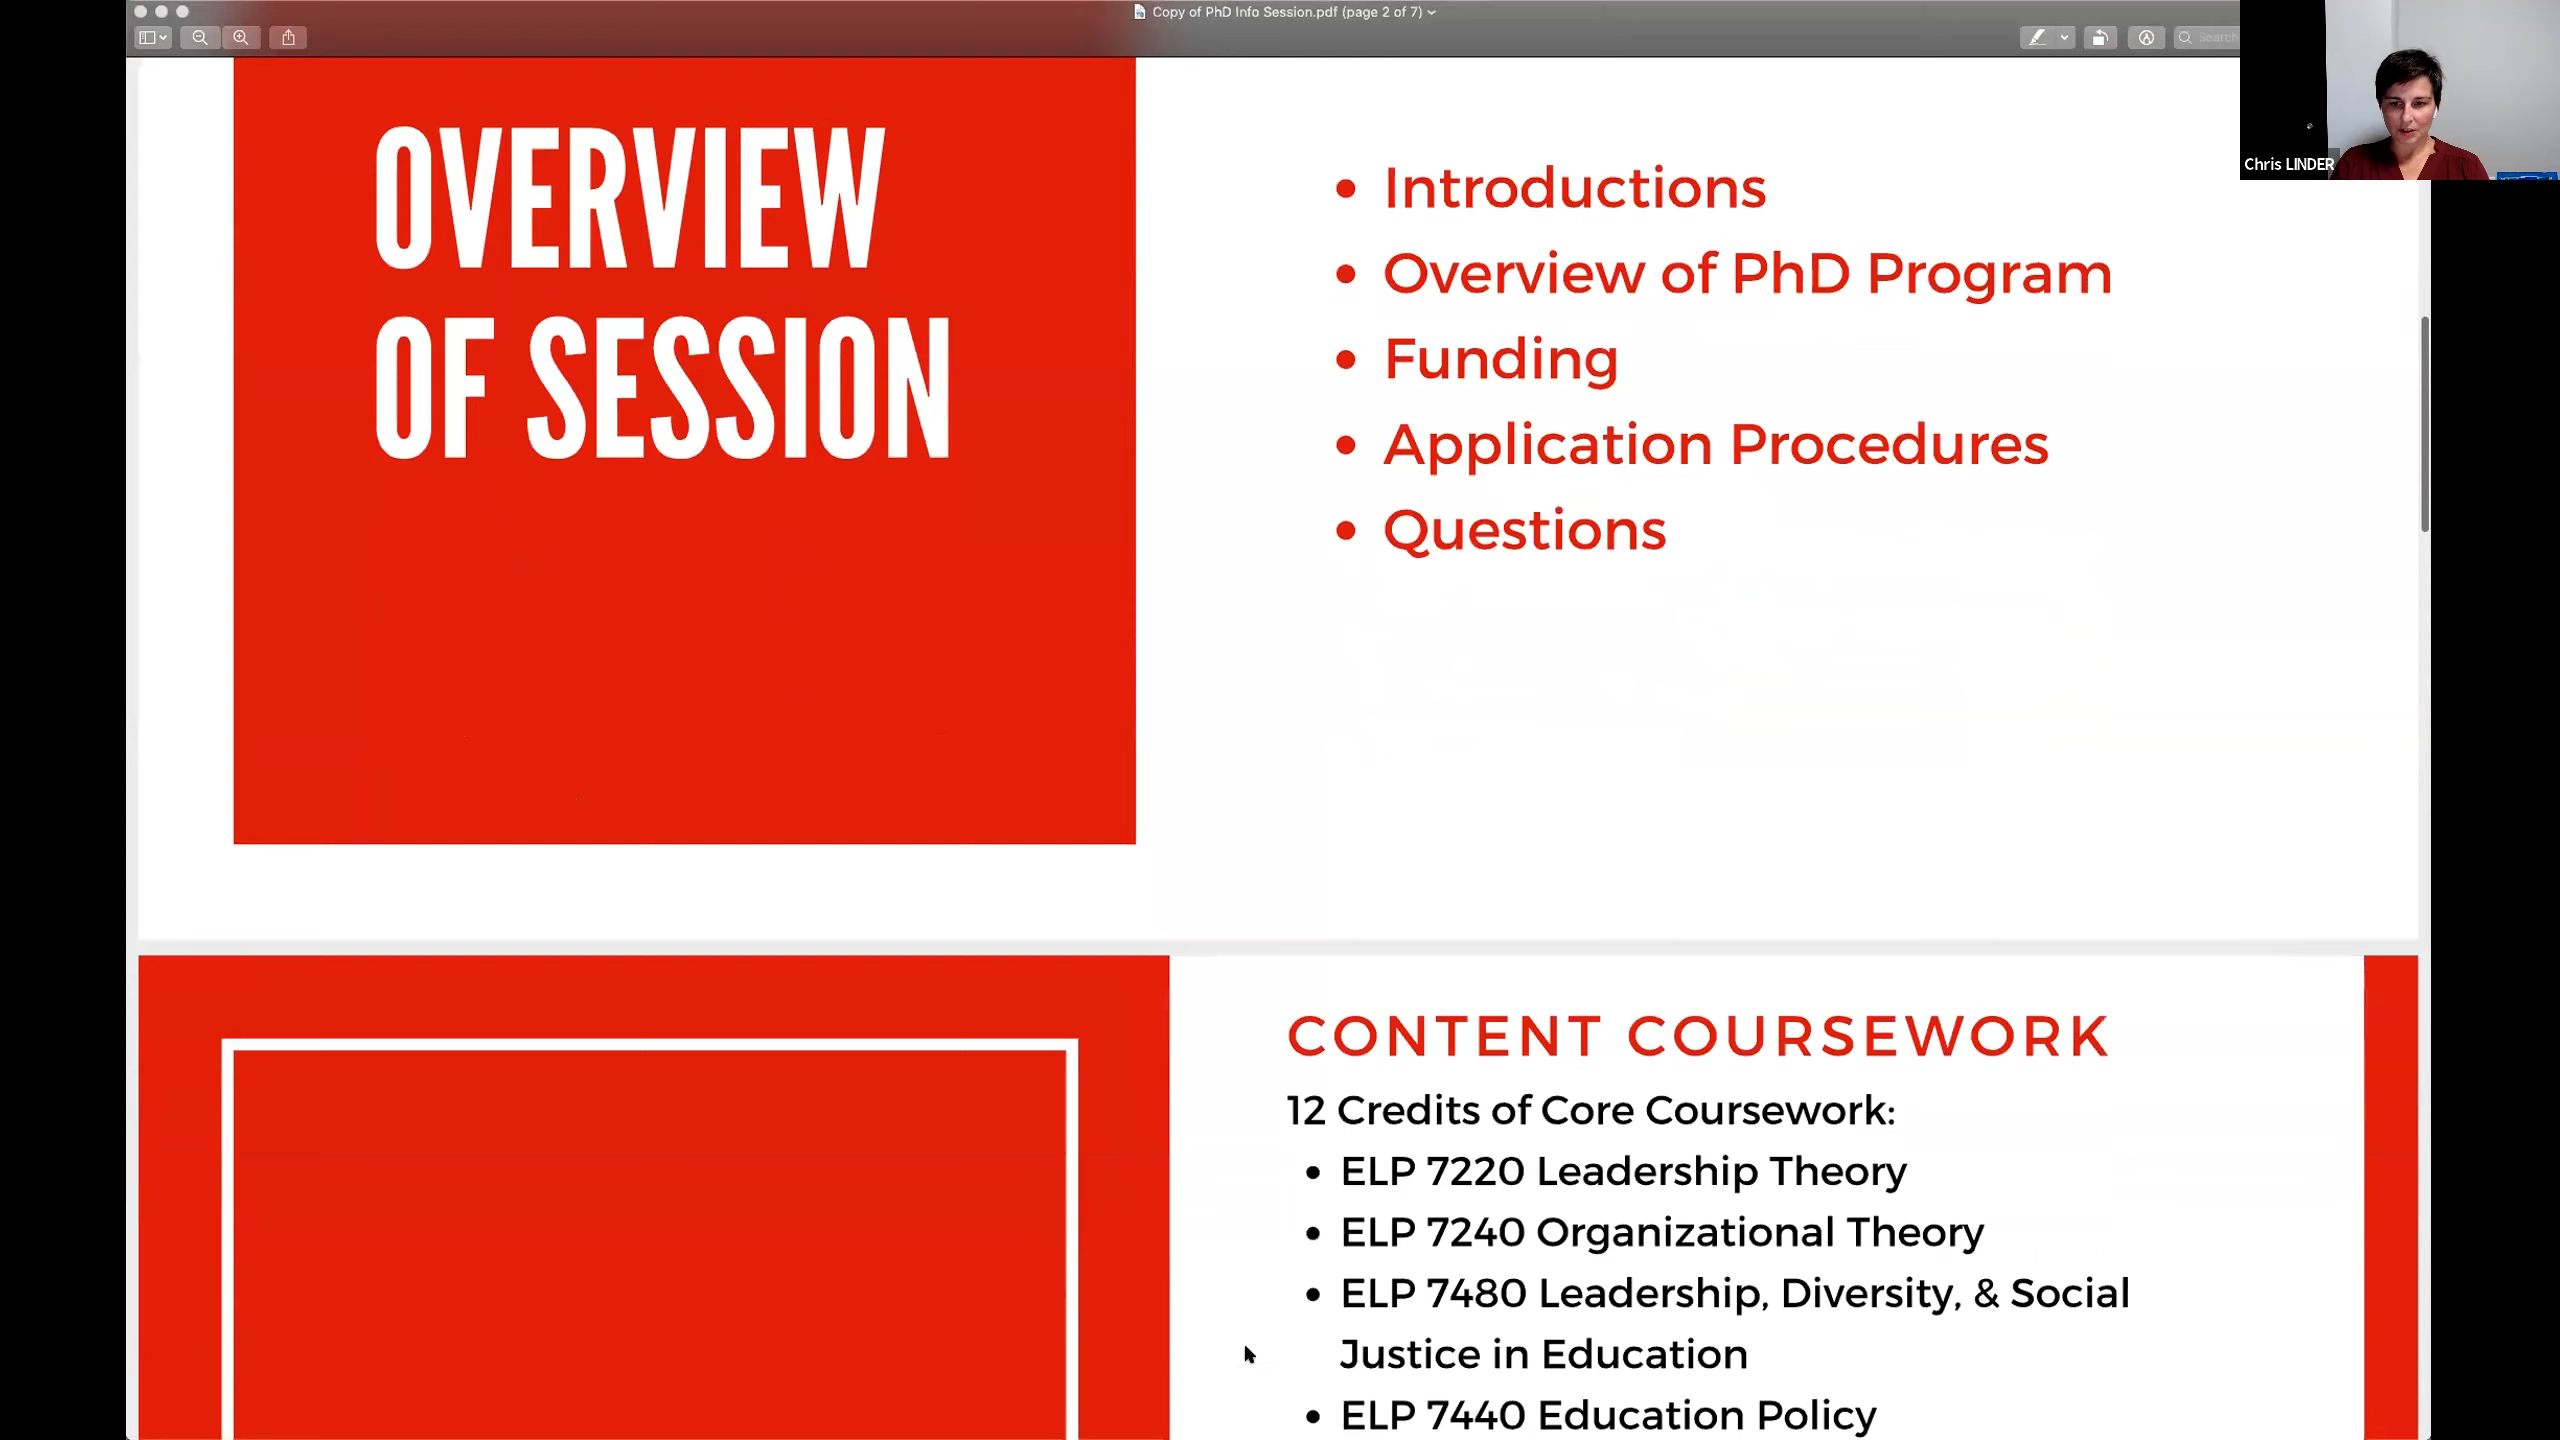 Copy of PhD Info Session.pdf (page 2 of 7)
Search
Chris LINDER
OVERVIEW
OF SESSION
• Introductions
• Overview of PhD Program
• Funding
• Application Procedures
• Questions
CONTENT COURSEWORK
12 Credits of Core Coursework:
• ELP 7220 Leadership Theory
• ELP 7240 Organizational Theory
• ELP 7480 Leadership, Diversity, & Social
Justice in Education
• ELP 7440 Education Policy